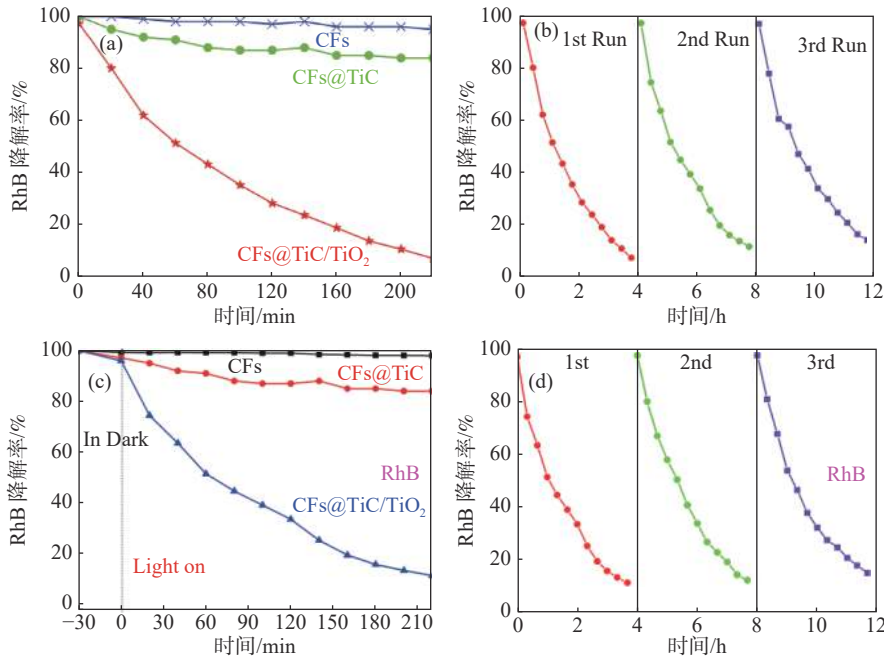 100
80
60
40
20
0
RhB 降解率/%
(a)
CFs
CFs@TiC
CFs@TiC/TiO₂
0 40 80 120 160 200
时间/min
100
80
60
40
20
0
RhB 降解率/%
(b)
1st Run
2nd Run
3rd Run
0 2 4 6 8 10 12
时间/h
100
80
60
40
20
0
RhB 降解率/%
(c)
CFs
CFs@TiC
In Dark
RhB
CFs@TiC/TiO₂
Light on
−30 0 30 60 90 120 150 180 210
时间/min
100
80
60
40
20
0
RhB 降解率/%
(d)
1st
2nd
3rd
RhB
0 2 4 6 8 10 12
时间/h